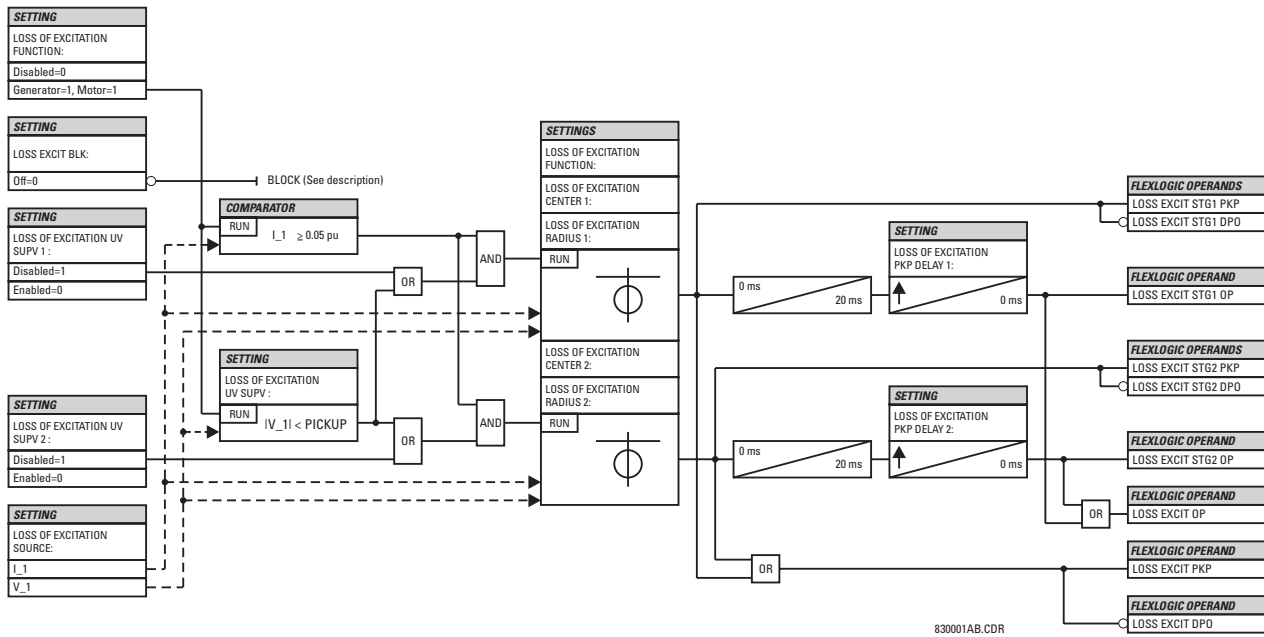 SETTING
LOSS OF EXCITATION
FUNCTION:
Disabled=0
Generator=1, Motor=1
SETTING
LOSS EXCIT BLK:
Off=0
BLOCK (See description)
SETTING
LOSS OF EXCITATION UV
SUPV 1 :
Disabled=1
Enabled=0
SETTING
LOSS OF EXCITATION UV
SUPV 2 :
Disabled=1
Enabled=0
SETTING
LOSS OF EXCITATION
SOURCE:
I_1
V_1
COMPARATOR
RUN
I_1 ≥ 0.05 pu
SETTING
LOSS OF EXCITATION
UV SUPV :
RUN
|V_1| < PICKUP
OR
OR
AND
AND
SETTINGS
LOSS OF EXCITATION
FUNCTION:
LOSS OF EXCITATION
CENTER 1:
LOSS OF EXCITATION
RADIUS 1:
RUN
LOSS OF EXCITATION
CENTER 2:
LOSS OF EXCITATION
RADIUS 2:
RUN
0 ms
20 ms
SETTING
LOSS OF EXCITATION
PKP DELAY 1:
0 ms
0 ms
20 ms
SETTING
LOSS OF EXCITATION
PKP DELAY 2:
0 ms
OR
OR
FLEXLOGIC OPERANDS
LOSS EXCIT STG1 PKP
LOSS EXCIT STG1 DPO
FLEXLOGIC OPERAND
LOSS EXCIT STG1 OP
FLEXLOGIC OPERANDS
LOSS EXCIT STG2 PKP
LOSS EXCIT STG2 DPO
FLEXLOGIC OPERAND
LOSS EXCIT STG2 OP
FLEXLOGIC OPERAND
LOSS EXCIT OP
FLEXLOGIC OPERAND
LOSS EXCIT PKP
FLEXLOGIC OPERAND
LOSS EXCIT DPO
830001AB.CDR